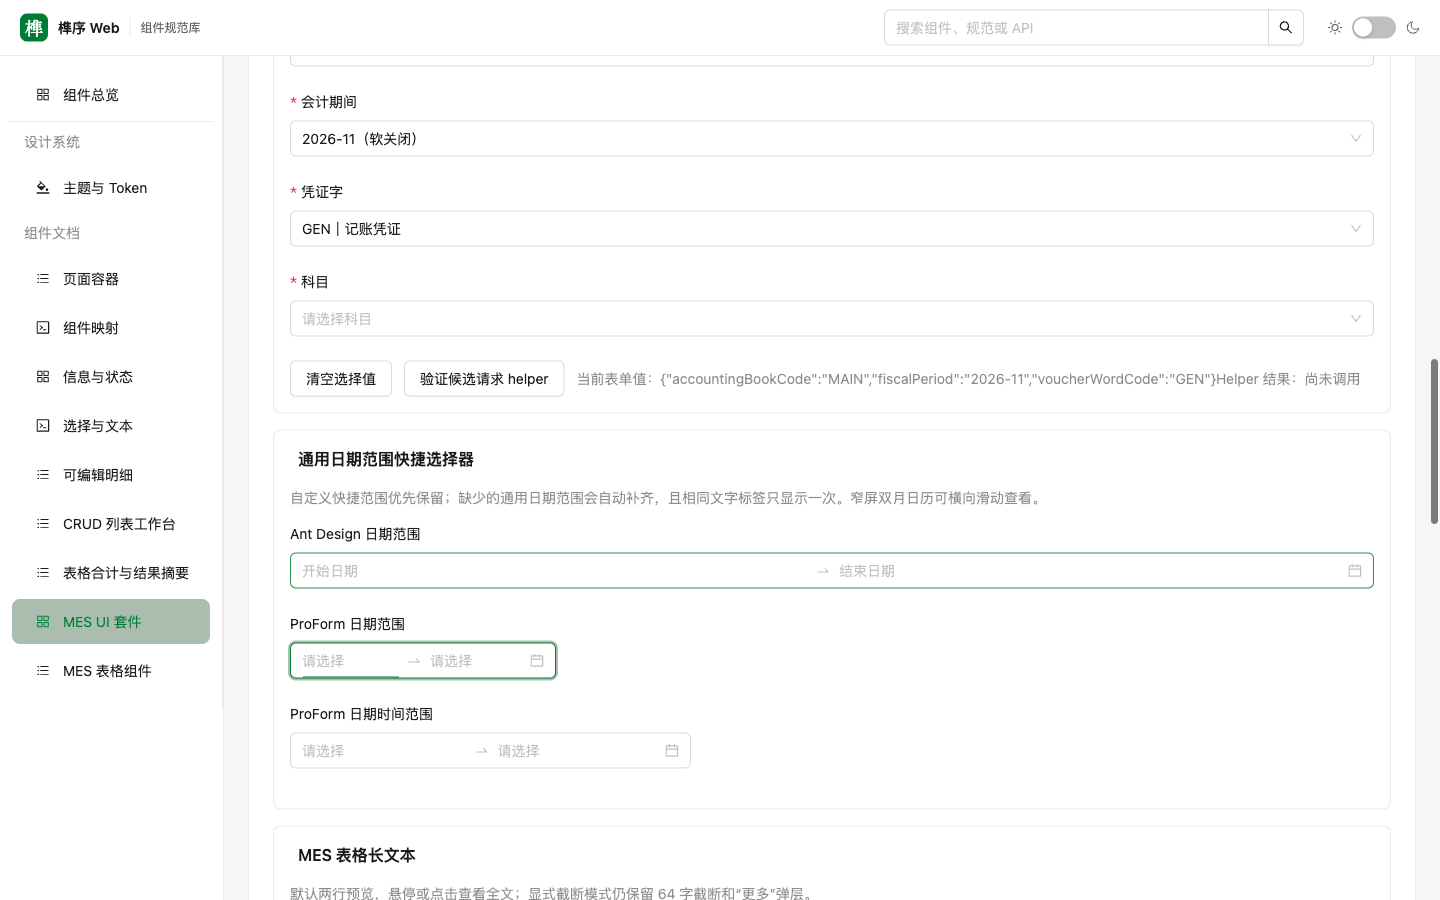 榫
榫序 Web
组件规范库
搜索组件、规范或 API
组件总览
设计系统
主题与 Token
组件文档
页面容器
组件映射
信息与状态
选择与文本
可编辑明细
CRUD 列表工作台
表格合计与结果摘要
MES UI 套件
MES 表格组件
* 会计期间
2026-11（软关闭）
* 凭证字
GEN | 记账凭证
* 科目
请选择科目
清空选择值
验证候选请求 helper
当前表单值：{"accountingBookCode":"MAIN","fiscalPeriod":"2026-11","voucherWordCode":"GEN"}Helper 结果：尚未调用
通用日期范围快捷选择器
自定义快捷范围优先保留；缺少的通用日期范围会自动补齐，且相同文字标签只显示一次。窄屏双月日历可横向滑动查看。
Ant Design 日期范围
开始日期
结束日期
ProForm 日期范围
请选择
请选择
ProForm 日期时间范围
请选择
请选择
MES 表格长文本
默认两行预览，悬停或点击查看全文；显式截断模式仍保留 64 字截断和“更多”弹层。